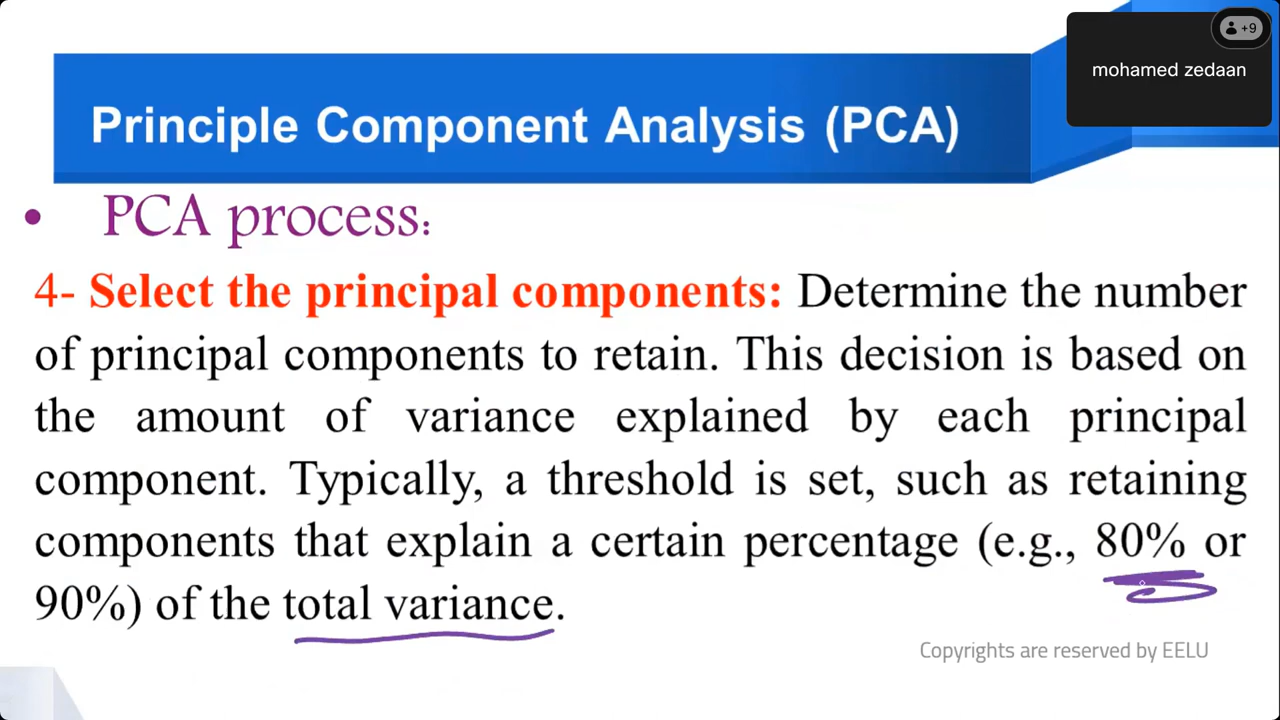 +9
mohamed zedaan
Principle Component Analysis (PCA)
• PCA process:
4- Select the principal components: Determine the number
of principal components to retain. This decision is based on
the amount of variance explained by each principal
component. Typically, a threshold is set, such as retaining
components that explain a certain percentage (e.g., 80% or
90%) of the total variance.
Copyrights are reserved by EELU